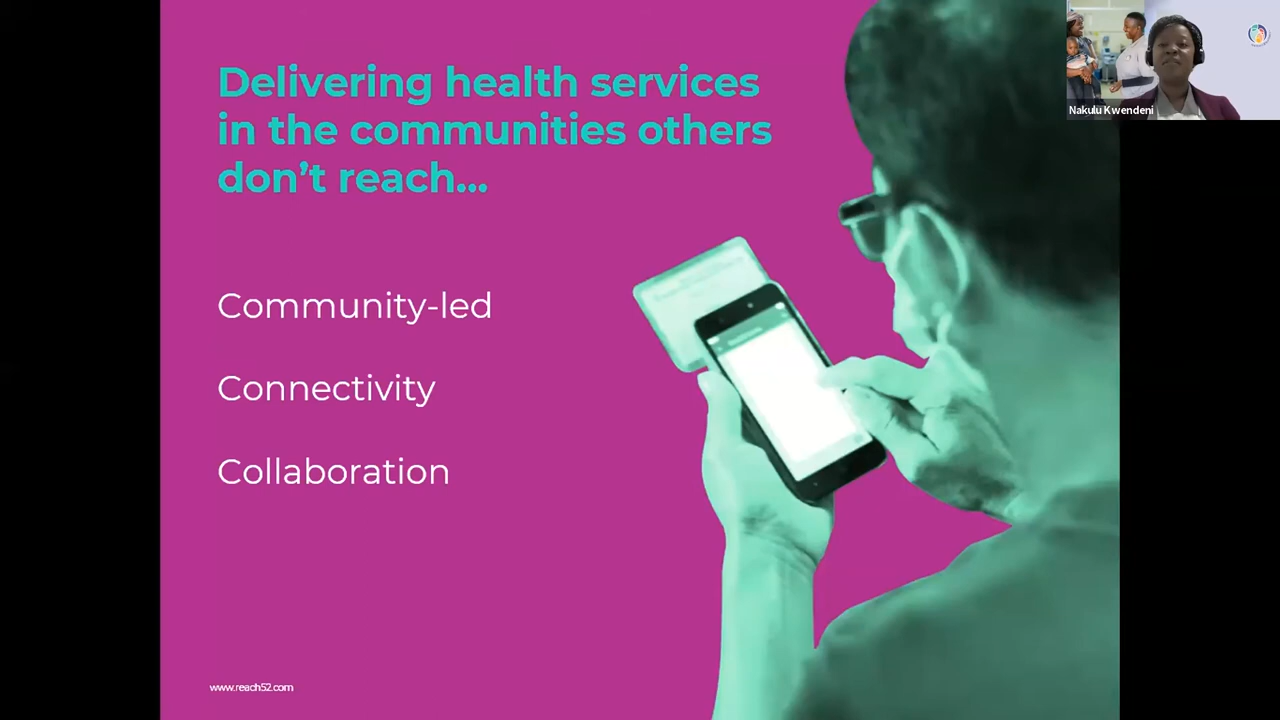 Delivering health services
in the communities others
don't reach...
Nakulu Kwendeni
Community-led
Connectivity
Collaboration
www.reach52.com